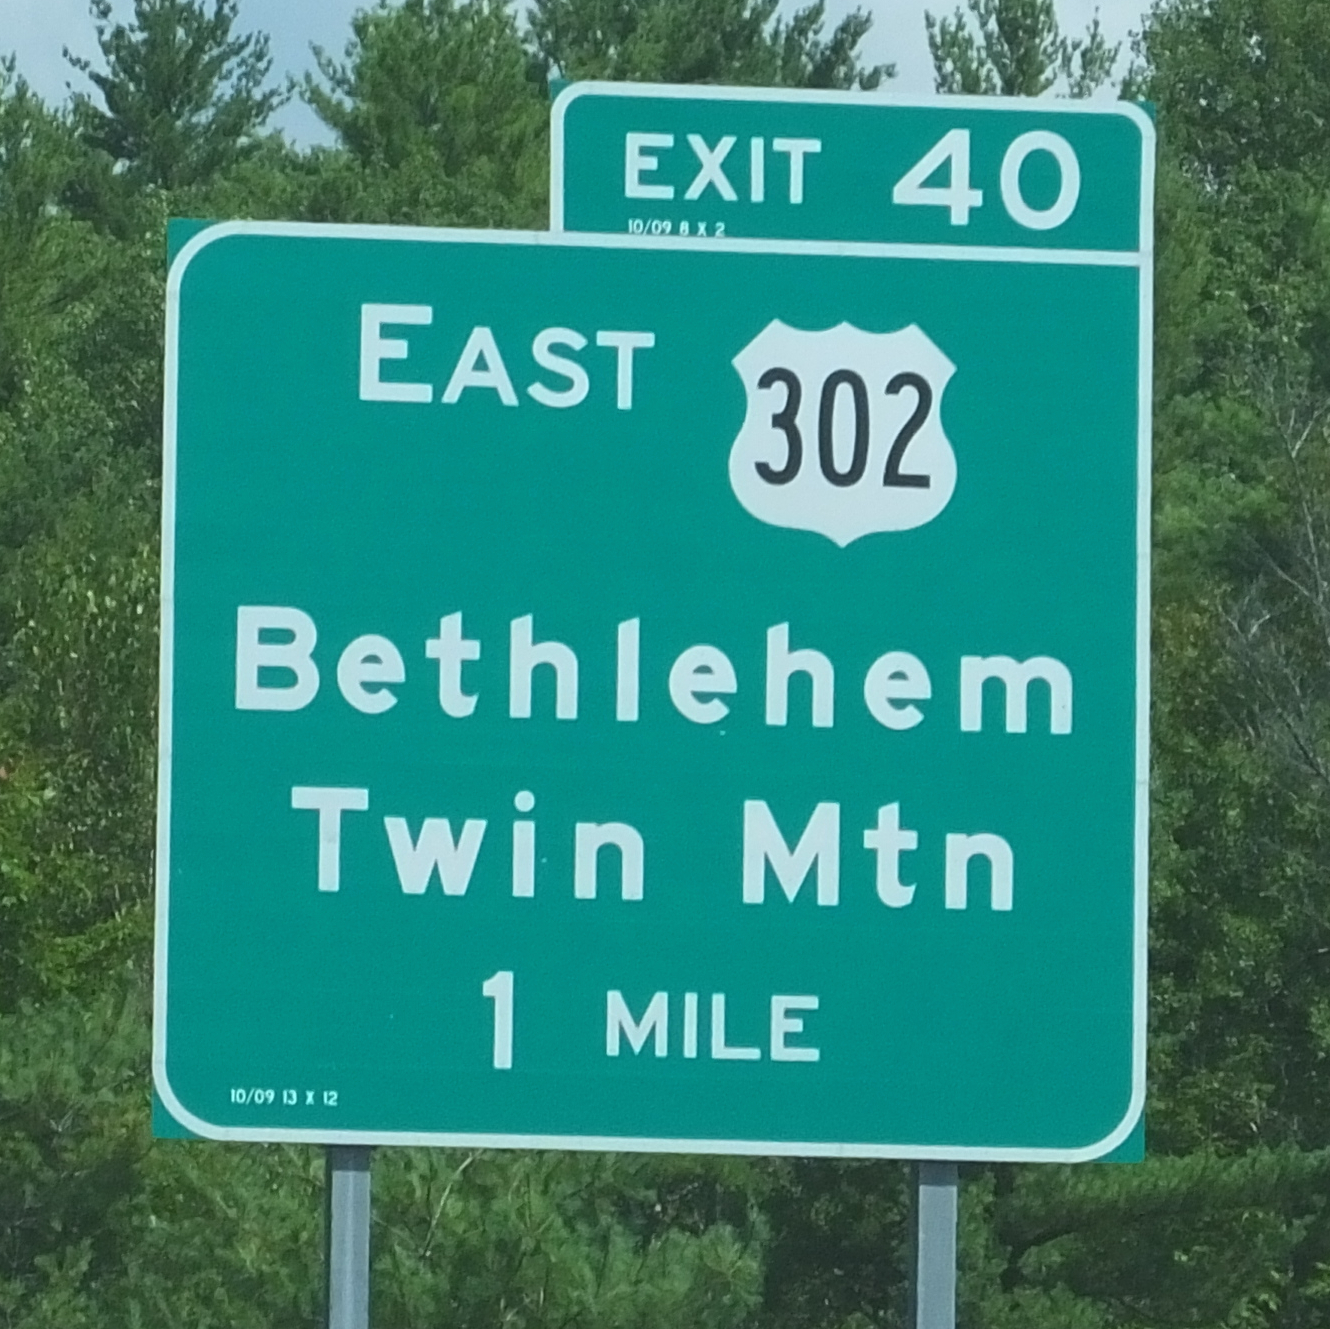 EXIT 40
10/09 8 X 2
EAST 302
Bethlehem
Twin Mtn
1 MILE
10/09 13 X 12